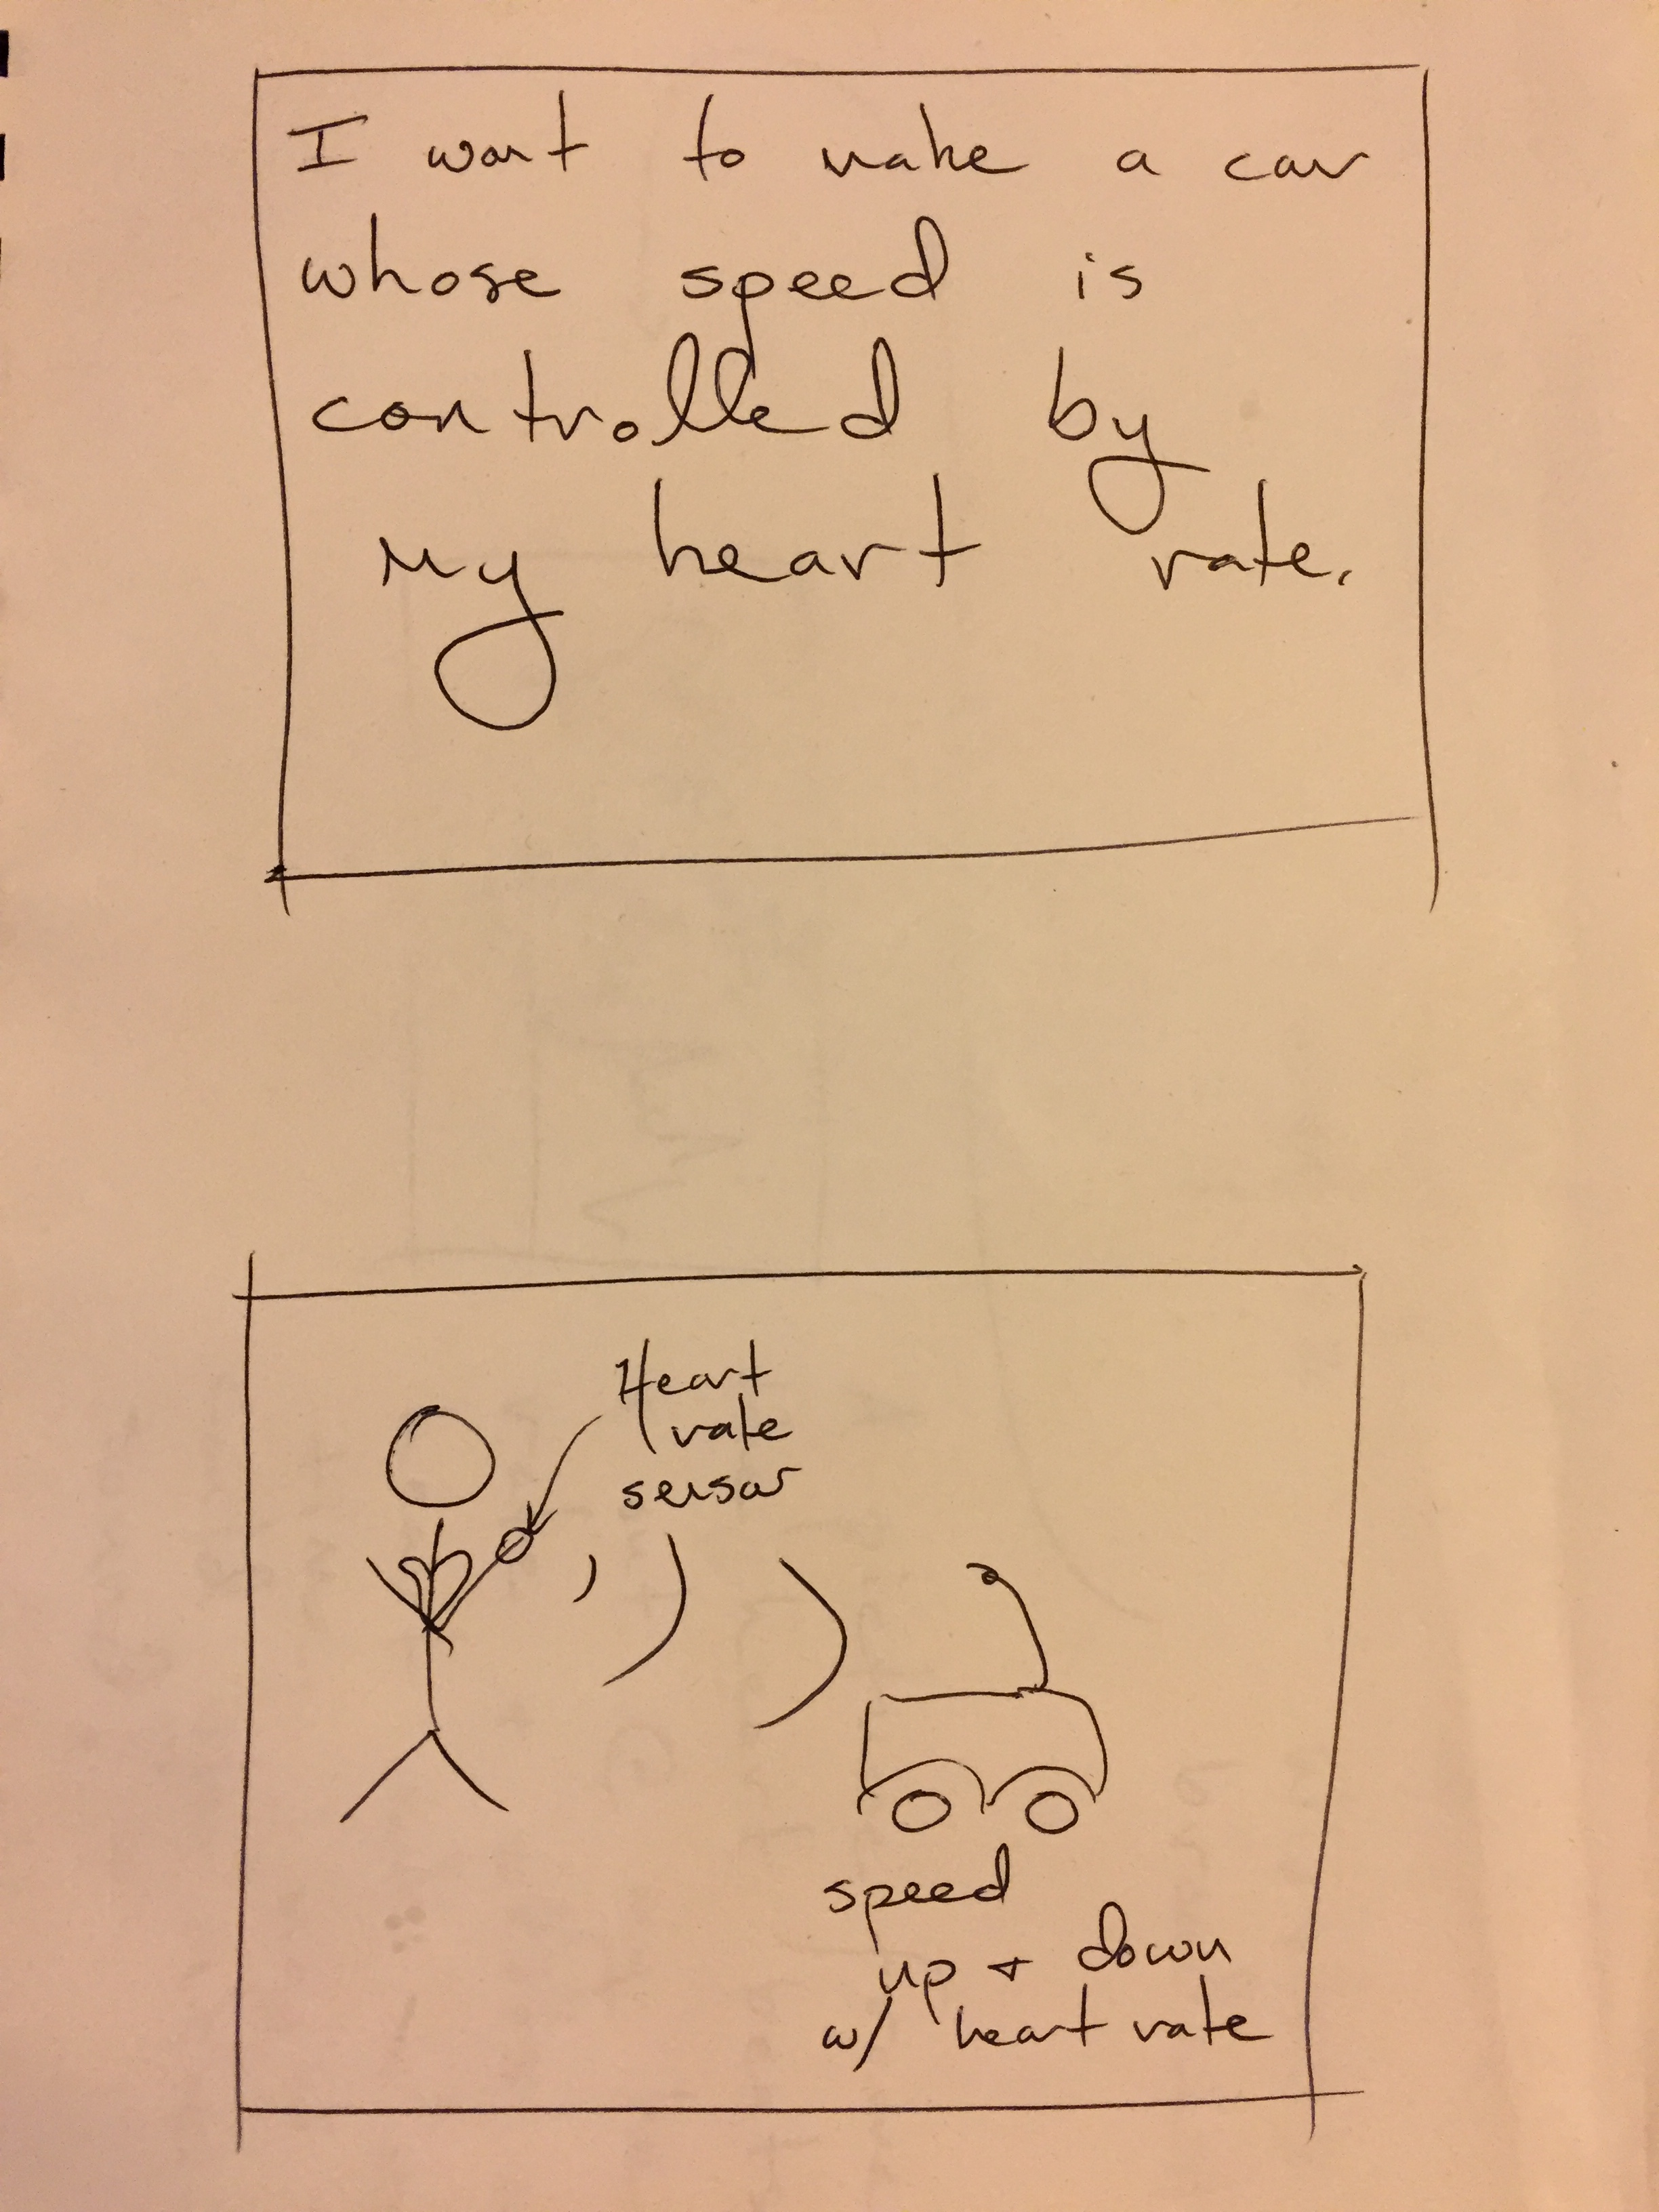 I want to make a car
whose speed is
controlled by
my heart rate.
Heart
rate
sensor
speed
up + down
w/ heart rate